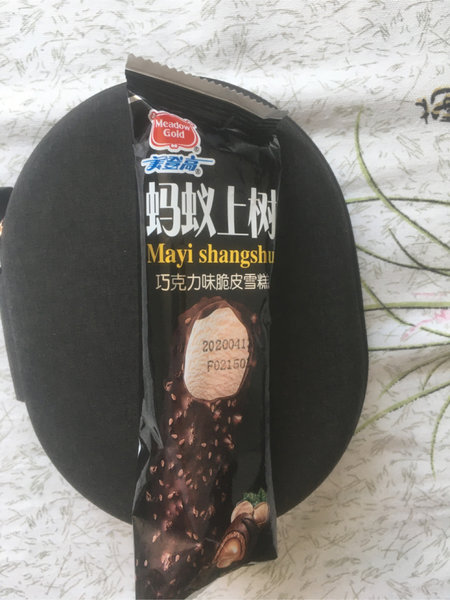 Meadow
Gold
®
美登高®
蚂蚁上树
Mayi shangshu
巧克力味脆皮雪糕
20200417
F02150